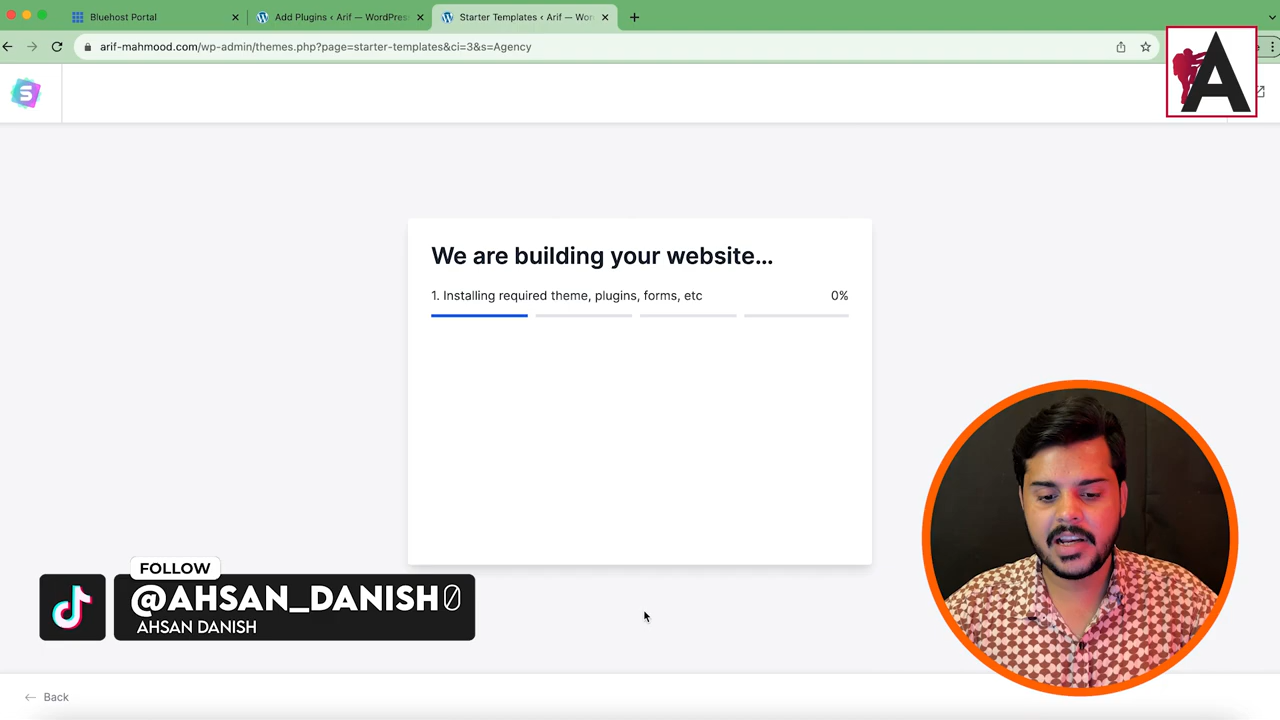 Bluehost Portal
Add Plugins ‹ Arif — WordPres
Starter Templates ‹ Arif — Wor
arif-mahmood.com/wp-admin/themes.php?page=starter-templates&ci=3&s=Agency
S
A
We are building your website...
1. Installing required theme, plugins, forms, etc 0%
FOLLOW
@AHSAN_DANISH0
AHSAN DANISH
Back